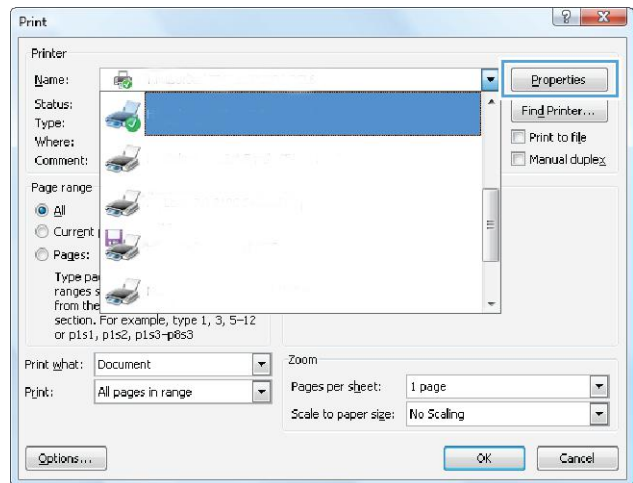 Print
Printer
Name:
Properties
Status:
Find Printer...
Type:
Where:
Print to file
Comment:
Manual duplex
Page range
All
Current
Pages:
Type
ranges
from the
section. For example, type 1, 3, 5–12
or p1s1, p1s2, p1s3–p8s3
Print what: Document
Zoom
Print: All pages in range
Pages per sheet: 1 page
Scale to paper size: No Scaling
Options...
OK
Cancel